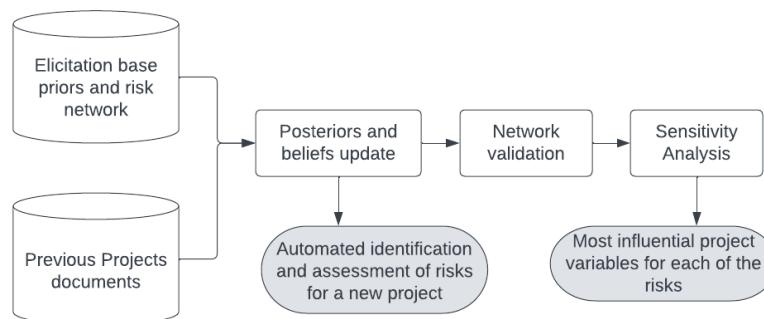 Elicitation base
priors and risk
network
Posteriors and
beliefs update
Network
validation
Sensitivity
Analysis
Previous Projects
documents
Automated identification
and assessment of risks
for a new project
Most influential project
variables for each of the
risks